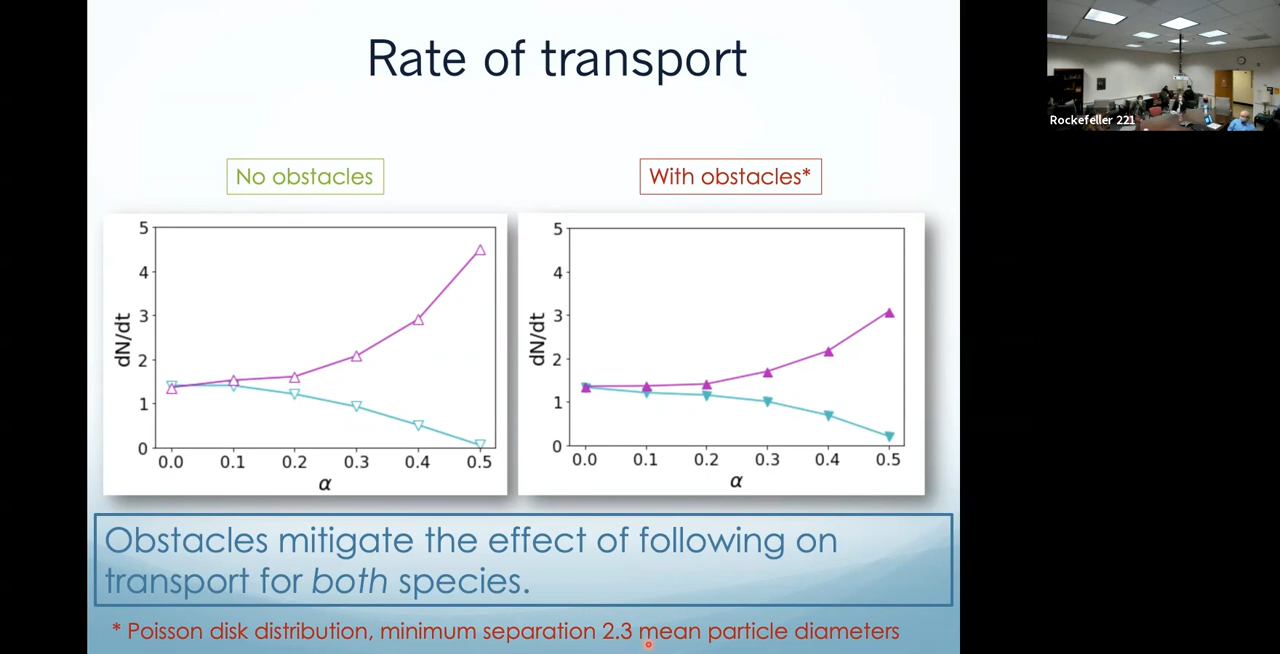 Rate of transport
Rockefeller 221
No obstacles
With obstacles*
5
4
3
2
1
0
dN/dt
0.0 0.1 0.2 0.3 0.4 0.5
α
5
4
3
2
1
0
dN/dt
0.0 0.1 0.2 0.3 0.4 0.5
α
Obstacles mitigate the effect of following on
transport for both species.
* Poisson disk distribution, minimum separation 2.3 mean particle diameters